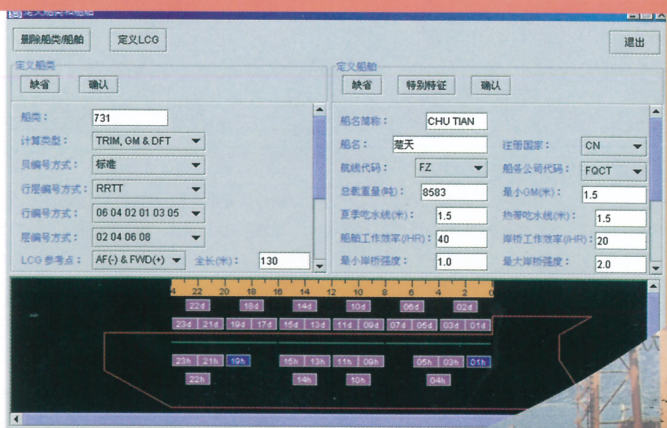 定义船类和船舶
删除船类/船舶 定义LCG 退出
定义船类
缺省 确认
船类： 731
计算类型： TRIM, GM & DFT
贝编号方式： 标准
行层编号方式： RRTT
行编号方式： 06 04 02 01 03 05
层编号方式： 02 04 06 08
LCG 参考点： AF(-) & FWD(+) 全长(米)： 130
定义船舶
缺省 特别特征 确认
船名简称： CHU TIAN
船名： 楚天 注册国家： CN
航线代码： FZ 船务公司代码： FQCT
总载重量(吨)： 8583 最小GM(米)： 1.5
夏季吃水线(米)： 1.5 热带吃水线(米)： 1.5
船舶工作效率(/HR)： 40 岸桥工作效率(/HR)： 20
最小岸桥强度： 1.0 最大岸桥强度： 2.0
4 22 20 18 16 14 12 10 8 6 4 2 0
22d 18d 14d 10d 06d 02d
23d 21d 19d 17d 15d 13d 11d 09d 07d 05d 03d 01d
23h 21h 19h 15h 13h 11h 09h 05h 03h 01h
22h 14h 10h 04h